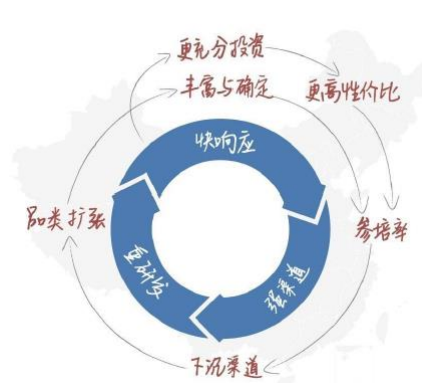 更充分投资
丰富与确定
更高性价比
快响应
品类扩张
参培率
重研发
强渠道
下沉渠道